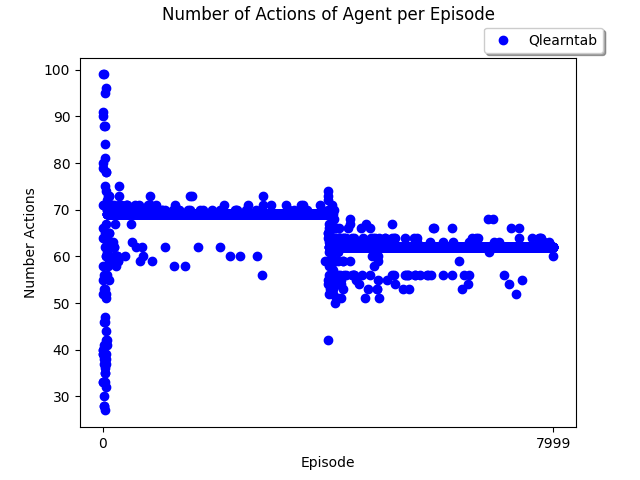 Number of Actions of Agent per Episode
Qlearntab
100
90
80
70
60
50
40
30
Number Actions
0
7999
Episode